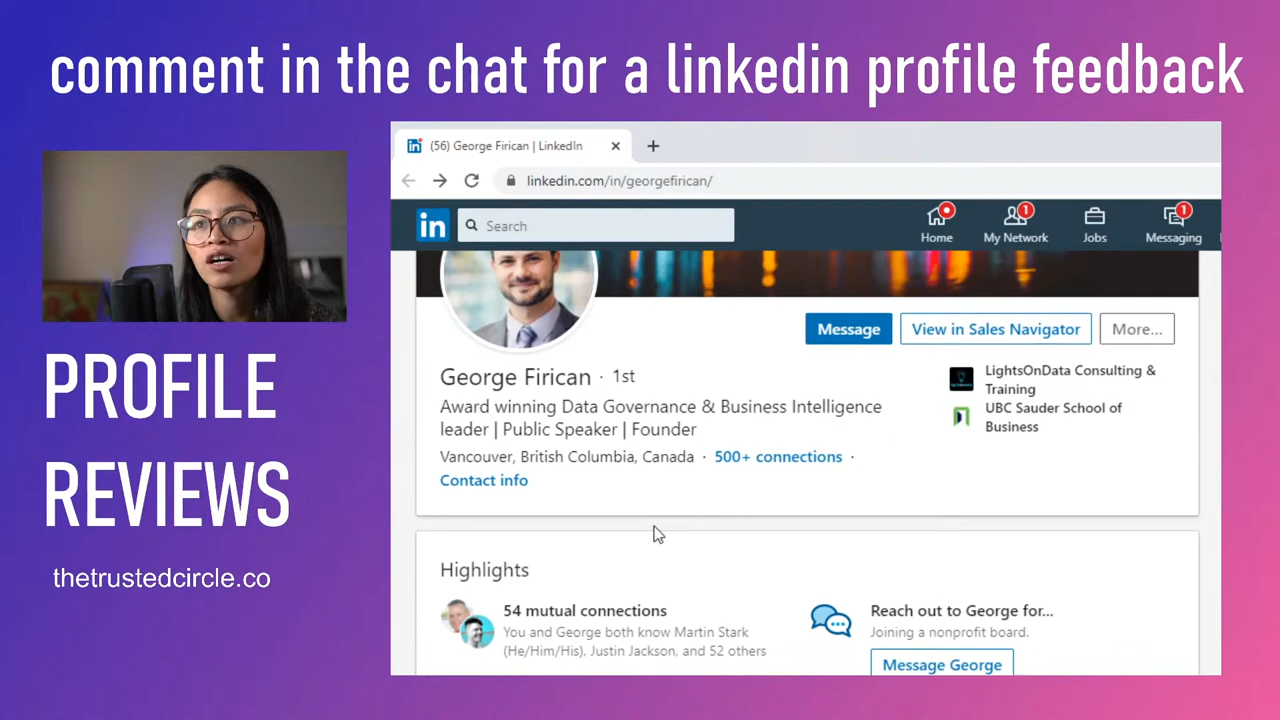 comment in the chat for a linkedin profile feedback
(56) George Firican | LinkedIn
linkedin.com/in/georgefirican/
in
Search
Home
My Network
1
Jobs
Messaging
1
Message
View in Sales Navigator
More...
George Firican · 1st
Award winning Data Governance & Business Intelligence
leader | Public Speaker | Founder
Vancouver, British Columbia, Canada · 500+ connections ·
Contact info
LightsOnData Consulting &
Training
UBC Sauder School of
Business
Highlights
54 mutual connections
You and George both know Martin Stark
(He/Him/His), Justin Jackson, and 52 others
Reach out to George for...
Joining a nonprofit board.
Message George
PROFILE
REVIEWS
thetrustedcircle.co